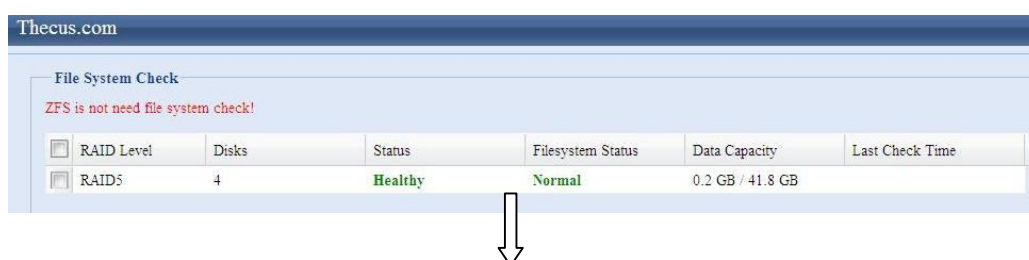 Thecus.com
File System Check
ZFS is not need file system check!
RAID Level Disks Status Filesystem Status Data Capacity Last Check Time
RAID5 4 Healthy Normal 0.2 GB / 41.8 GB